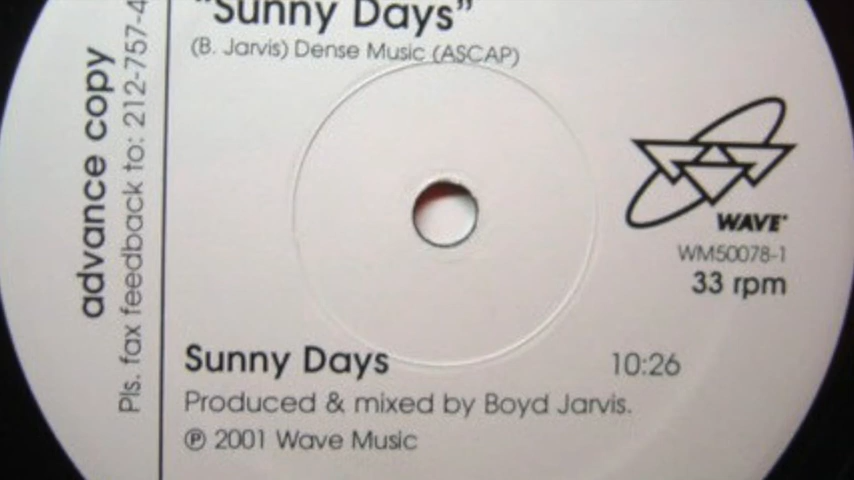 "Sunny Days"
(B. Jarvis) Dense Music (ASCAP)
advance copy
Pls. fax feedback to: 212-757-4
WAVE
WM50078-1
33 rpm
Sunny Days 10:26
Produced & mixed by Boyd Jarvis.
℗ 2001 Wave Music